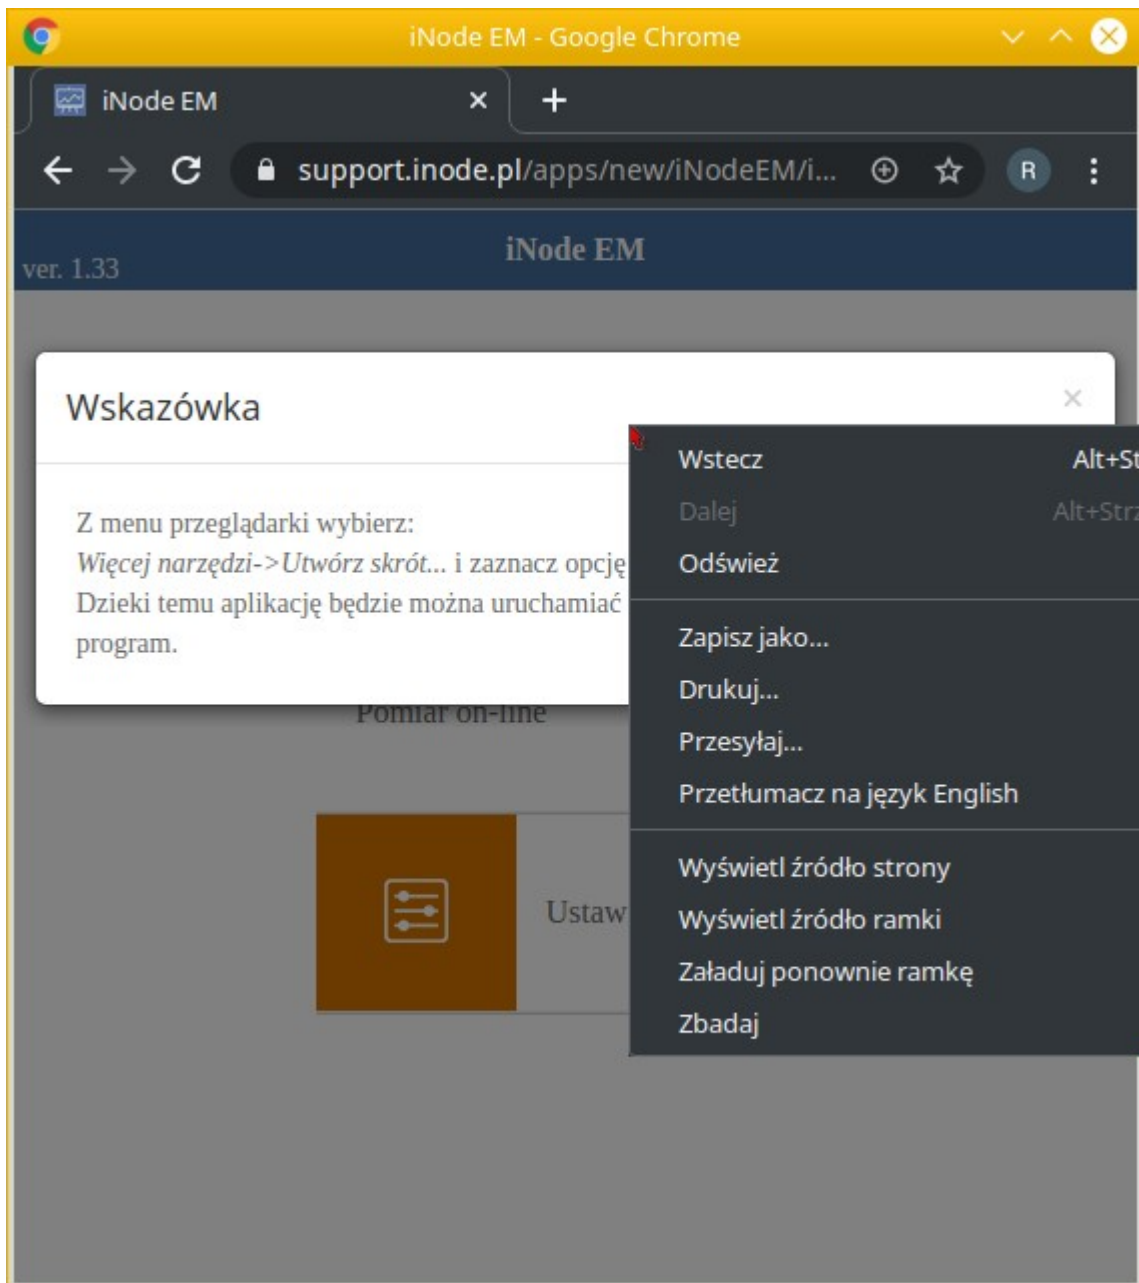 iNode EM - Google Chrome
iNode EM
support.inode.pl/apps/new/iNodeEM/i...
R
iNode EM
ver. 1.33
Wskazówka
Z menu przeglądarki wybierz:
Więcej narzędzi->Utwórz skrót... i zaznacz opcję
Dzieki temu aplikację będzie można uruchamiać
program.
Pomiar on-line
Ustaw
Wstecz Alt+St
Dalej Alt+Strz
Odśwież
Zapisz jako...
Drukuj...
Przesyłaj...
Przetłumacz na język English
Wyświetl źródło strony
Wyświetl źródło ramki
Załaduj ponownie ramkę
Zbadaj